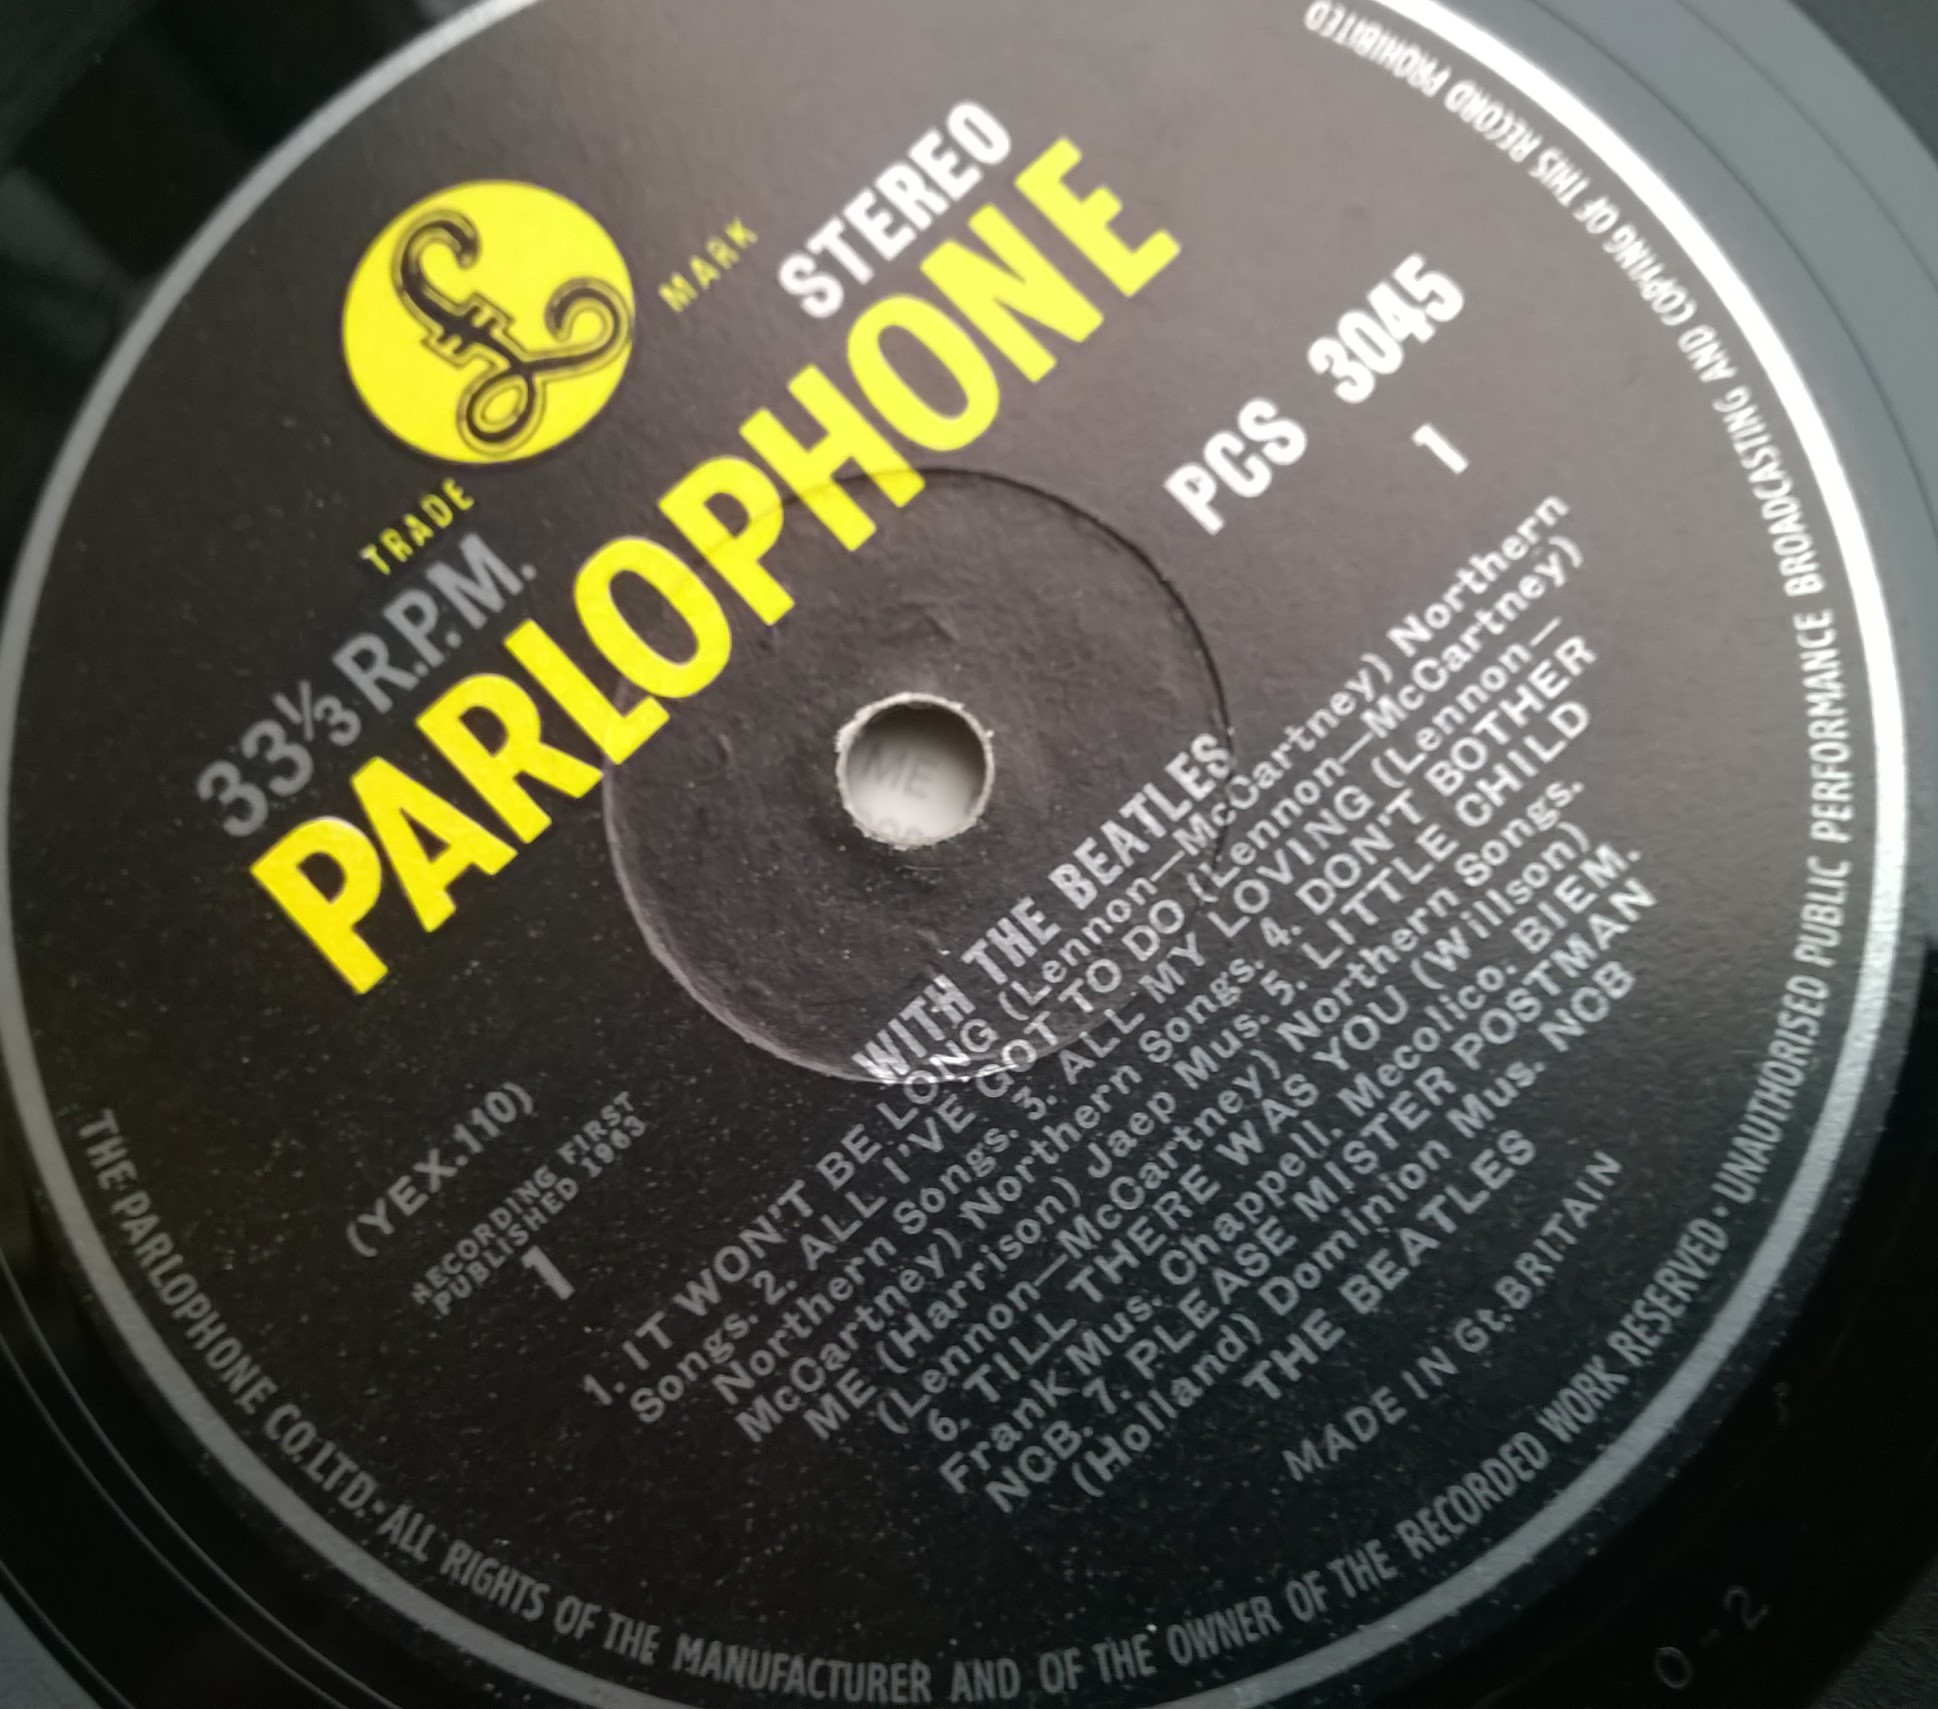 TRADE MARK
33⅓ R.P.M.
STEREO
PARLOPHONE
PCS 3045
1
(YEX.110)
RECORDING FIRST
PUBLISHED 1963
1
WITH THE BEATLES
1. IT WON'T BE LONG (Lennon—McCartney) Northern
Songs. 2. ALL I'VE GOT TO DO (Lennon—McCartney)
Northern Songs. 3. ALL MY LOVING (Lennon—
McCartney) Northern Songs. 4. DON'T BOTHER
ME (Harrison) Jaep Mus. 5. LITTLE CHILD
(Lennon—McCartney) Northern Songs.
6. TILL THERE WAS YOU (Willson)
Frank Mus. Chappell. Mecolico. BIEM.
NOB. 7. PLEASE MISTER POSTMAN
(Holland) Dominion Mus. NOB
THE BEATLES
MADE IN Gt. BRITAIN
THE PARLOPHONE CO. LTD. • ALL RIGHTS OF THE MANUFACTURER AND OF THE OWNER OF THE RECORDED WORK RESERVED • UNAUTHORISED PUBLIC PERFORMANCE BROADCASTING AND COPYING OF THIS RECORD PROHIBITED
0-2